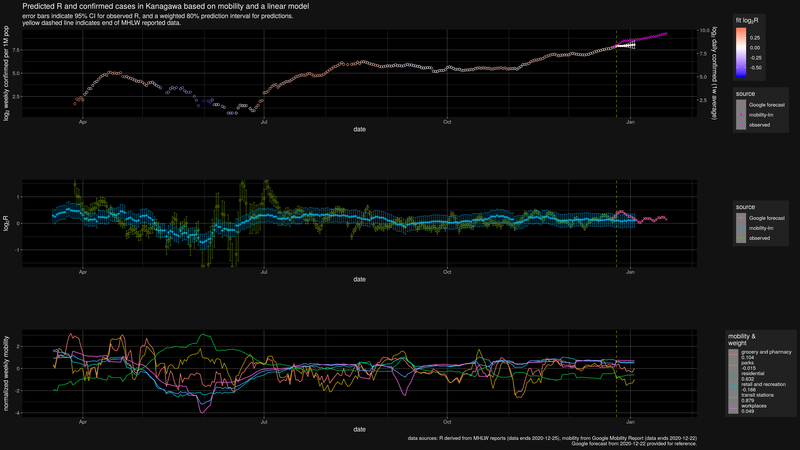 Predicted R and confirmed cases in Kanagawa based on mobility and a linear model
error bars indicate 95% CI for observed R, and a weighted 80% prediction interval for predictions.
yellow dashed line indicates end of MHLW reported data.
log₂ weekly confirmed per 1M pop
7.5
5.0
2.5
10.0
7.5
5.0
2.5
log₂ daily confirmed (1w average)
Apr
Jul
Oct
Jan
date
fit log₂R
0.25
0.00
-0.25
-0.50
source
Google forecast
mobility-lm
observed
log₂R
1
0
-1
Apr
Jul
Oct
Jan
date
source
Google forecast
mobility-lm
observed
normalized weekly mobility
2
0
-2
-4
Apr
Jul
Oct
Jan
date
mobility &
weight
grocery and pharmacy
0.104
parks
-0.015
residential
0.632
retail and recreation
-0.166
transit stations
0.879
workplaces
0.049
data sources: R derived from MHLW reports (data ends 2020-12-25), mobility from Google Mobility Report (data ends 2020-12-22)
Google forecast from 2020-12-22 provided for reference.